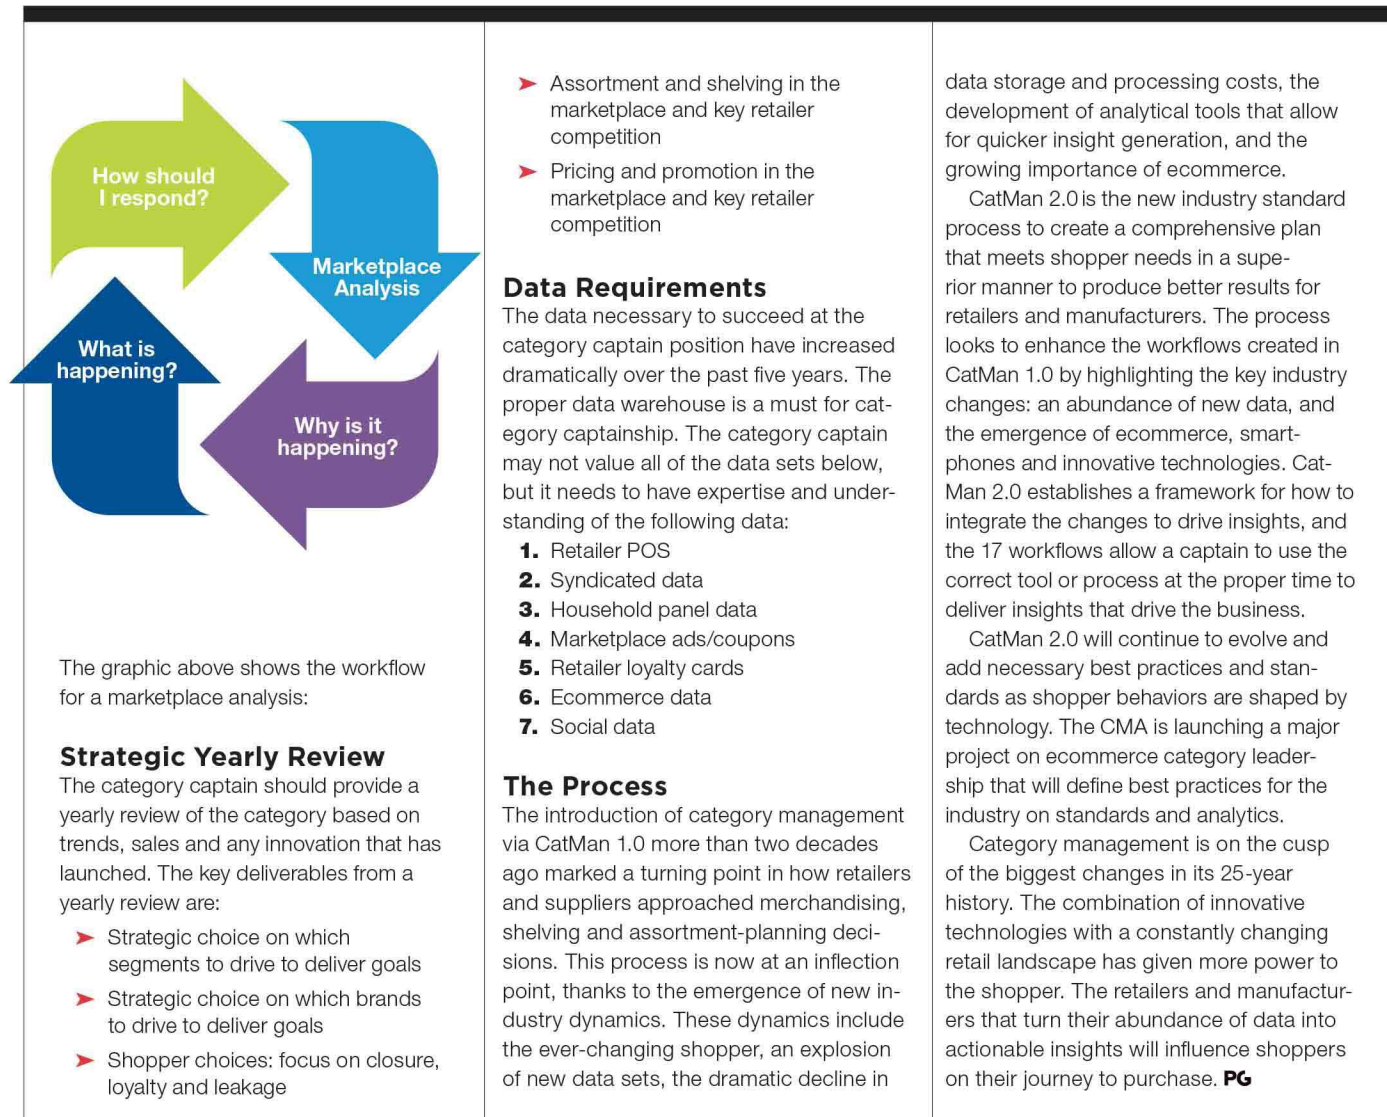 How should
I respond?
Marketplace
Analysis
Why is it
happening?
What is
happening?
The graphic above shows the workflow
for a marketplace analysis:
Strategic Yearly Review
The category captain should provide a
yearly review of the category based on
trends, sales and any innovation that has
launched. The key deliverables from a
yearly review are:
➤ Strategic choice on which
segments to drive to deliver goals
➤ Strategic choice on which brands
to drive to deliver goals
➤ Shopper choices: focus on closure,
loyalty and leakage
➤ Assortment and shelving in the
marketplace and key retailer
competition
➤ Pricing and promotion in the
marketplace and key retailer
competition
Data Requirements
The data necessary to succeed at the
category captain position have increased
dramatically over the past five years. The
proper data warehouse is a must for cat-
egory captainship. The category captain
may not value all of the data sets below,
but it needs to have expertise and under-
standing of the following data:
1. Retailer POS
2. Syndicated data
3. Household panel data
4. Marketplace ads/coupons
5. Retailer loyalty cards
6. Ecommerce data
7. Social data
The Process
The introduction of category management
via CatMan 1.0 more than two decades
ago marked a turning point in how retailers
and suppliers approached merchandising,
shelving and assortment-planning deci-
sions. This process is now at an inflection
point, thanks to the emergence of new in-
dustry dynamics. These dynamics include
the ever-changing shopper, an explosion
of new data sets, the dramatic decline in
data storage and processing costs, the
development of analytical tools that allow
for quicker insight generation, and the
growing importance of ecommerce.
CatMan 2.0 is the new industry standard
process to create a comprehensive plan
that meets shopper needs in a supe-
rior manner to produce better results for
retailers and manufacturers. The process
looks to enhance the workflows created in
CatMan 1.0 by highlighting the key industry
changes: an abundance of new data, and
the emergence of ecommerce, smart-
phones and innovative technologies. Cat-
Man 2.0 establishes a framework for how to
integrate the changes to drive insights, and
the 17 workflows allow a captain to use the
correct tool or process at the proper time to
deliver insights that drive the business.
CatMan 2.0 will continue to evolve and
add necessary best practices and stan-
dards as shopper behaviors are shaped by
technology. The CMA is launching a major
project on ecommerce category leader-
ship that will define best practices for the
industry on standards and analytics.
Category management is on the cusp
of the biggest changes in its 25-year
history. The combination of innovative
technologies with a constantly changing
retail landscape has given more power to
the shopper. The retailers and manufactur-
ers that turn their abundance of data into
actionable insights will influence shoppers
on their journey to purchase. PG